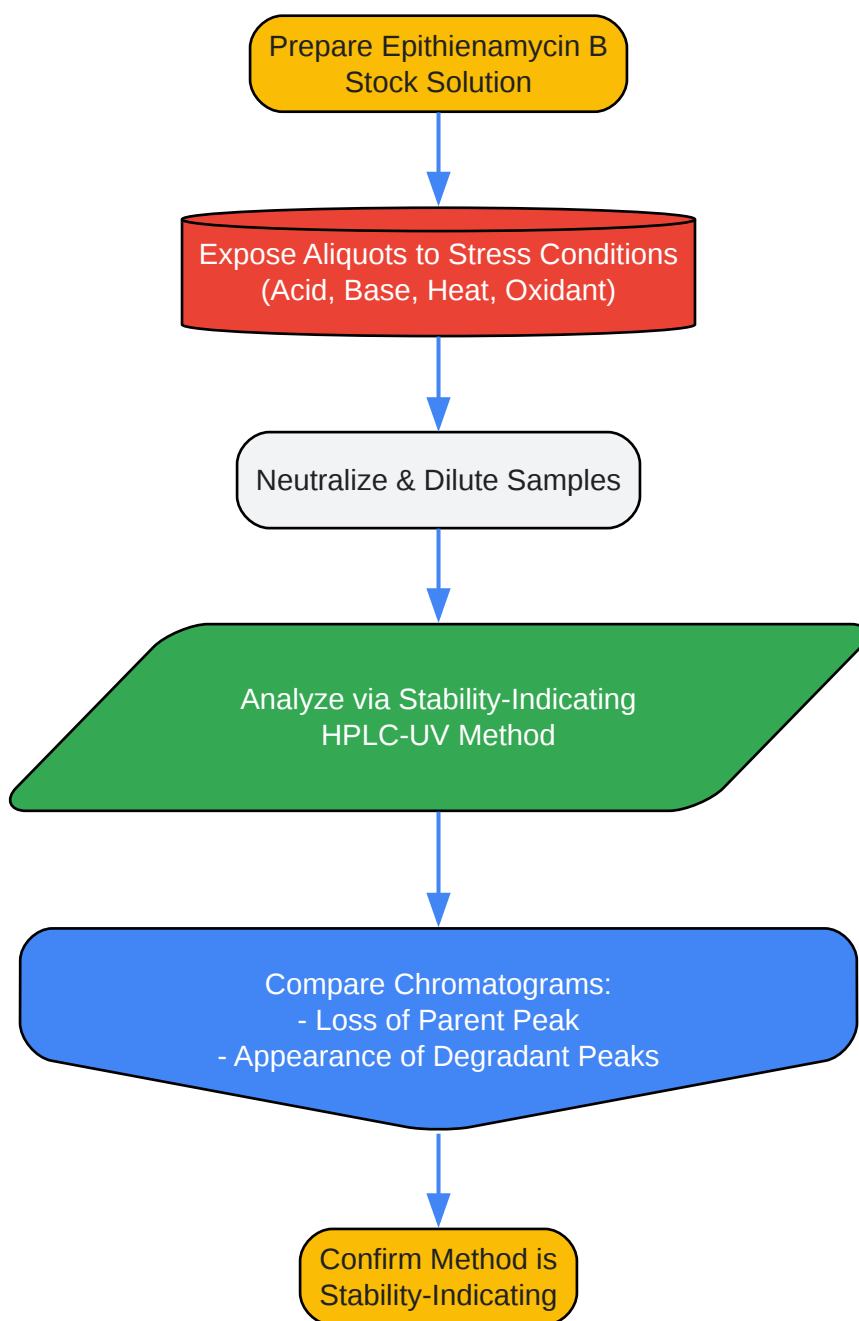 Prepare Epithienamycin B
Stock Solution
Expose Aliquots to Stress Conditions
(Acid, Base, Heat, Oxidant)
Neutralize & Dilute Samples
Analyze via Stability-Indicating
HPLC-UV Method
Compare Chromatograms:
- Loss of Parent Peak
- Appearance of Degradant Peaks
Confirm Method is
Stability-Indicating